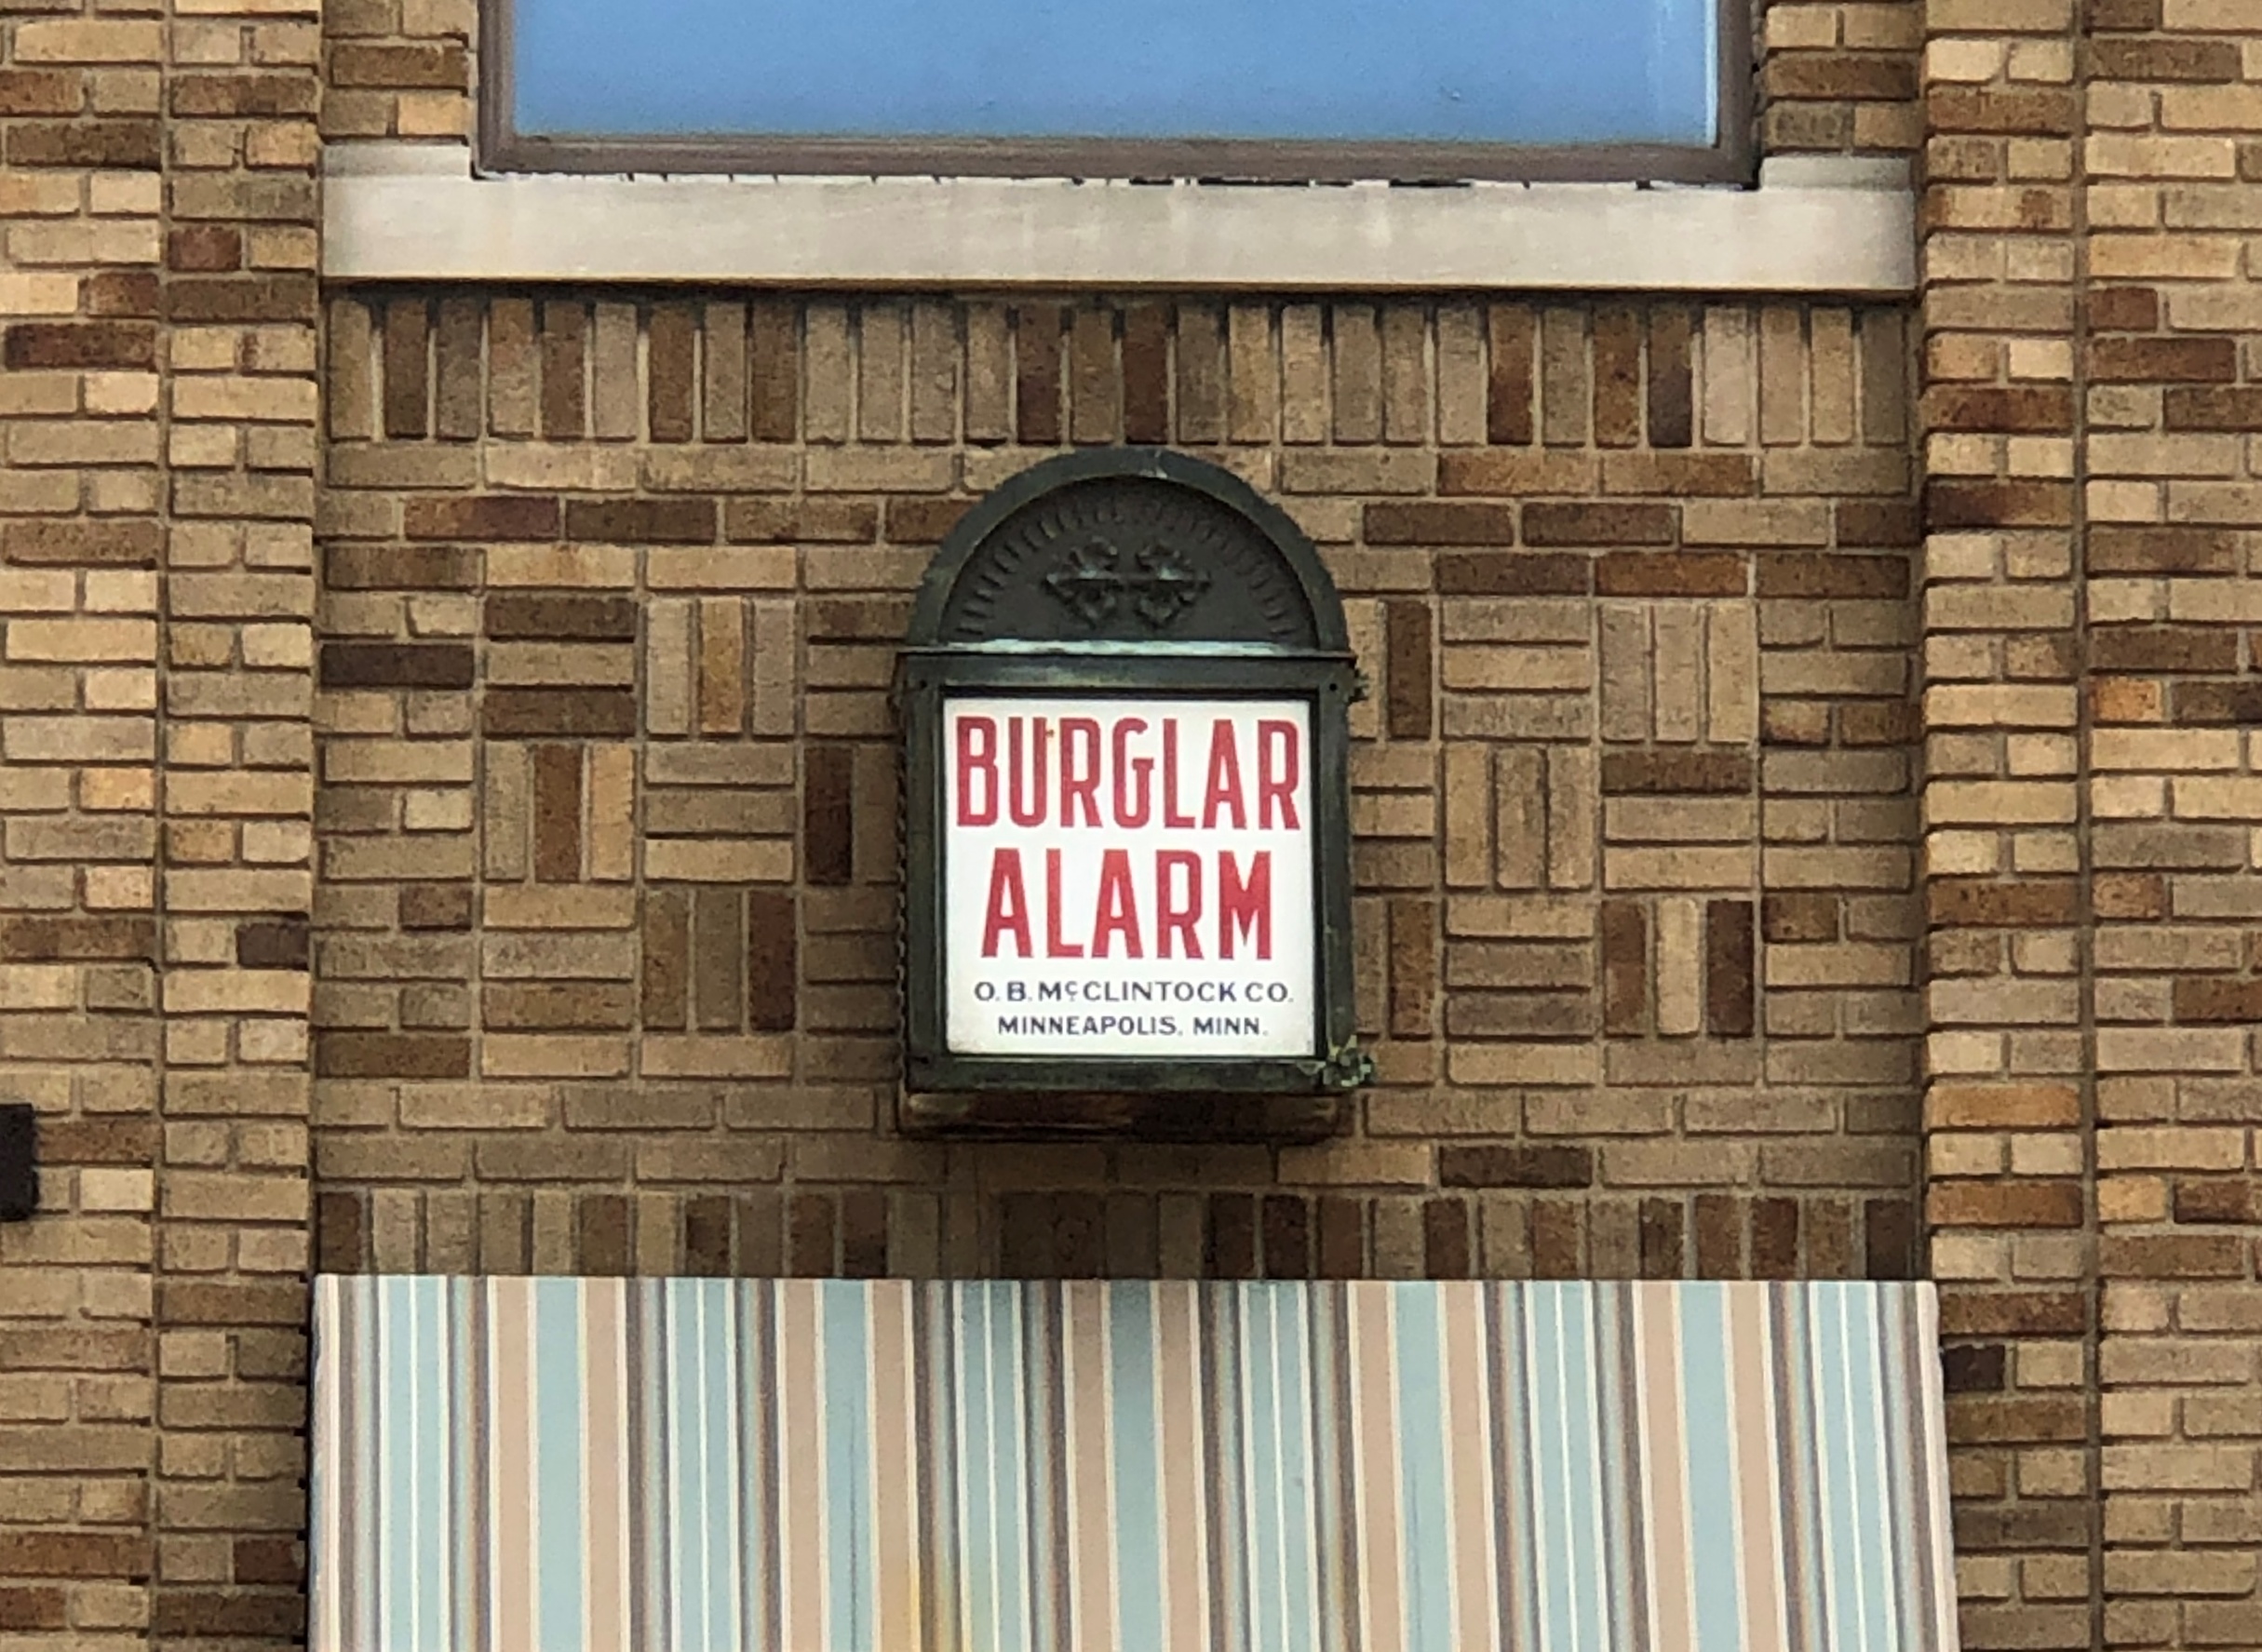 BURGLAR
ALARM
O. B. McCLINTOCK CO.
MINNEAPOLIS, MINN.